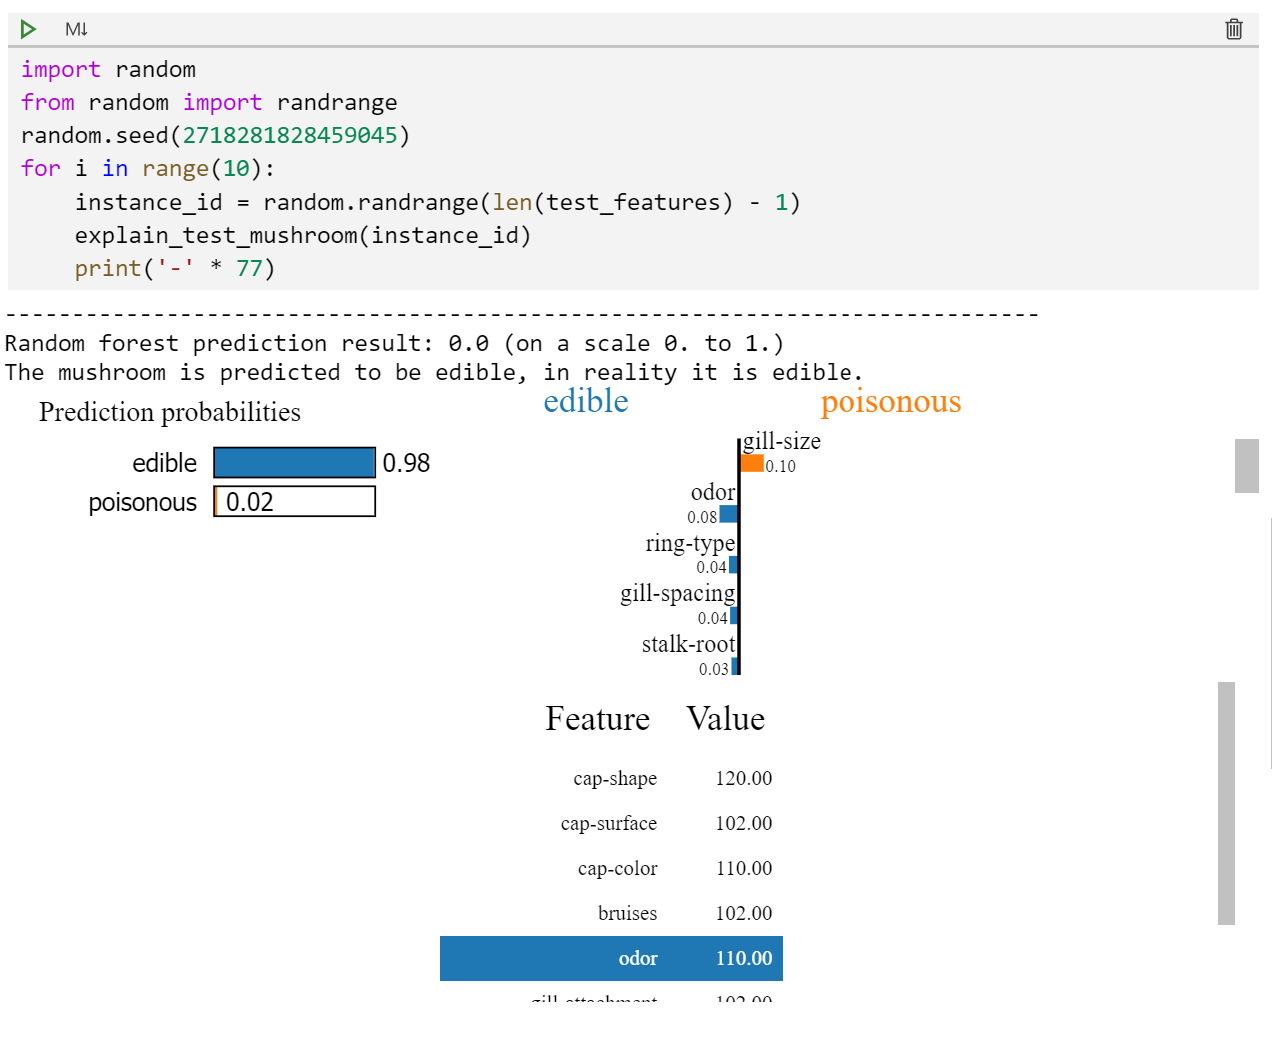 M↓
import random
from random import randrange
random.seed(2718281828459045)
for i in range(10):
    instance_id = random.randrange(len(test_features) - 1)
    explain_test_mushroom(instance_id)
    print('-' * 77)
-----------------------------------------------------------------------------
Random forest prediction result: 0.0 (on a scale 0. to 1.)
The mushroom is predicted to be edible, in reality it is edible.
Prediction probabilities
edible 0.98
poisonous 0.02
edible poisonous
gill-size
0.10
odor
0.08
ring-type
0.04
gill-spacing
0.04
stalk-root
0.03
Feature Value
cap-shape 120.00
cap-surface 102.00
cap-color 110.00
bruises 102.00
odor 110.00
gill-attachment 102.00